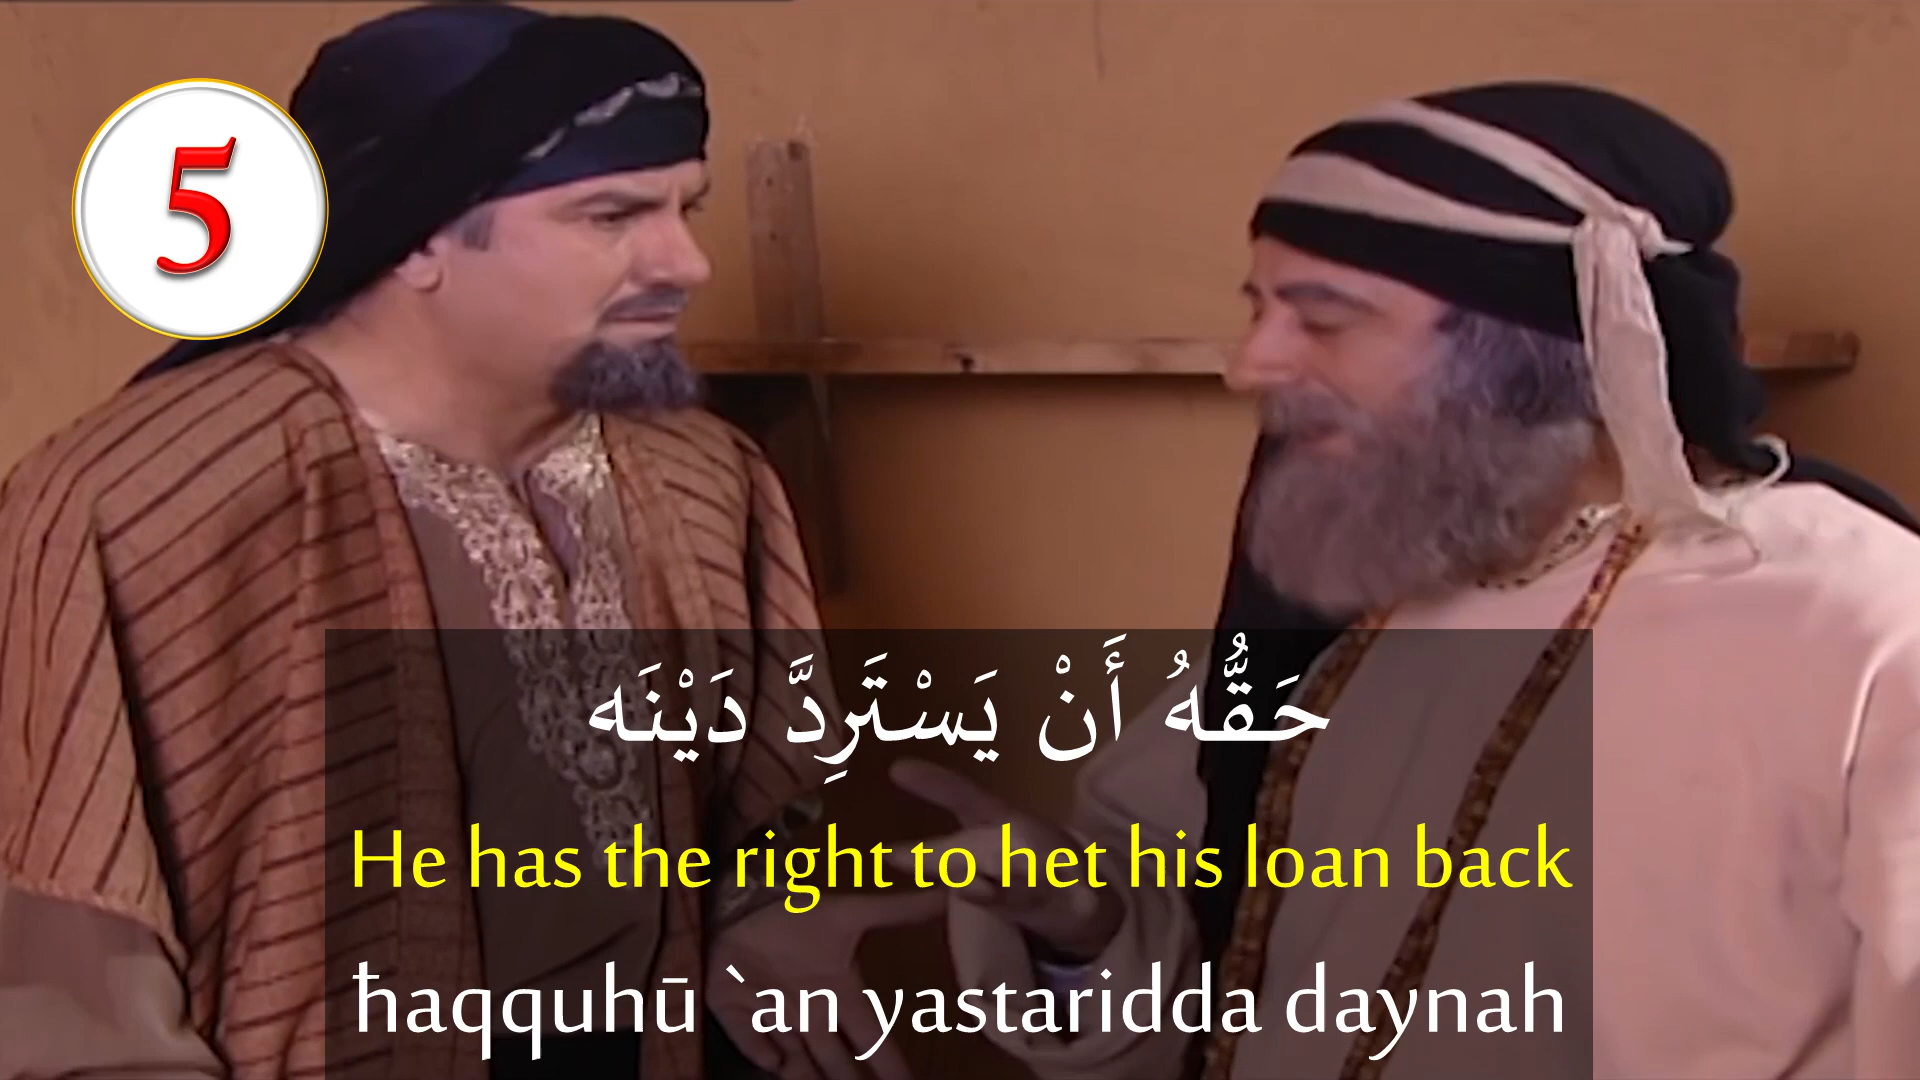 5
حَقُّهُ أَنْ يَسْتَرِدَّ دَيْنَه
He has the right to het his loan back
ħaqquhū `an yastaridda daynah